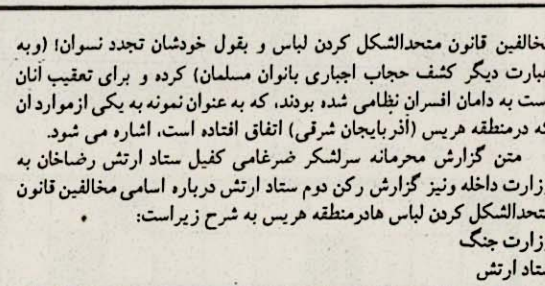 مخالفین قانون متحدالشکل کردن لباس و بقول خودشان تجدد نسوان! (وبه
عبارت دیگر کشف حجاب اجباری بانوان مسلمان) کرده و برای تعقیب آنان
دست به دامان افسران نظامی شده بودند، که به عنوان نمونه به یکی ازموارد آن
که درمنطقه هریس (آذربایجان شرقی) اتفاق افتاده است، اشاره می شود.
متن گزارش محرمانه سرلشکر ضرغامی کفیل ستاد ارتش رضاخان به
وزارت داخله ونیز گزارش رکن دوم ستاد ارتش درباره اسامی مخالفین قانون
متحدالشکل کردن لباس هادرمنطقه هریس به شرح زیراست:
وزارت جنگ
ستاد ارتش